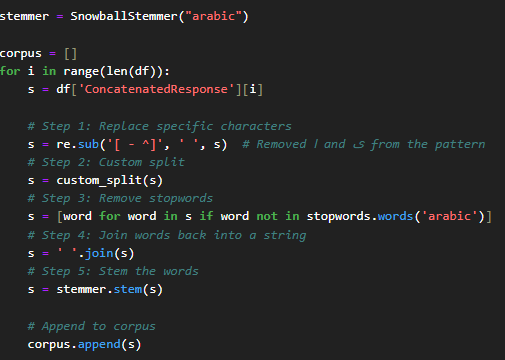 stemmer = SnowballStemmer("arabic")
corpus = []
for i in range(len(df)):
s = df['ConcatenatedResponse'][i]
# Step 1: Replace specific characters
s = re.sub('[ - ^]', ' ', s) # Removed ا and ى from the pattern
# Step 2: Custom split
s = custom_split(s)
# Step 3: Remove stopwords
s = [word for word in s if word not in stopwords.words('arabic')]
# Step 4: Join words back into a string
s = ' '.join(s)
# Step 5: Stem the words
s = stemmer.stem(s)
# Append to corpus
corpus.append(s)